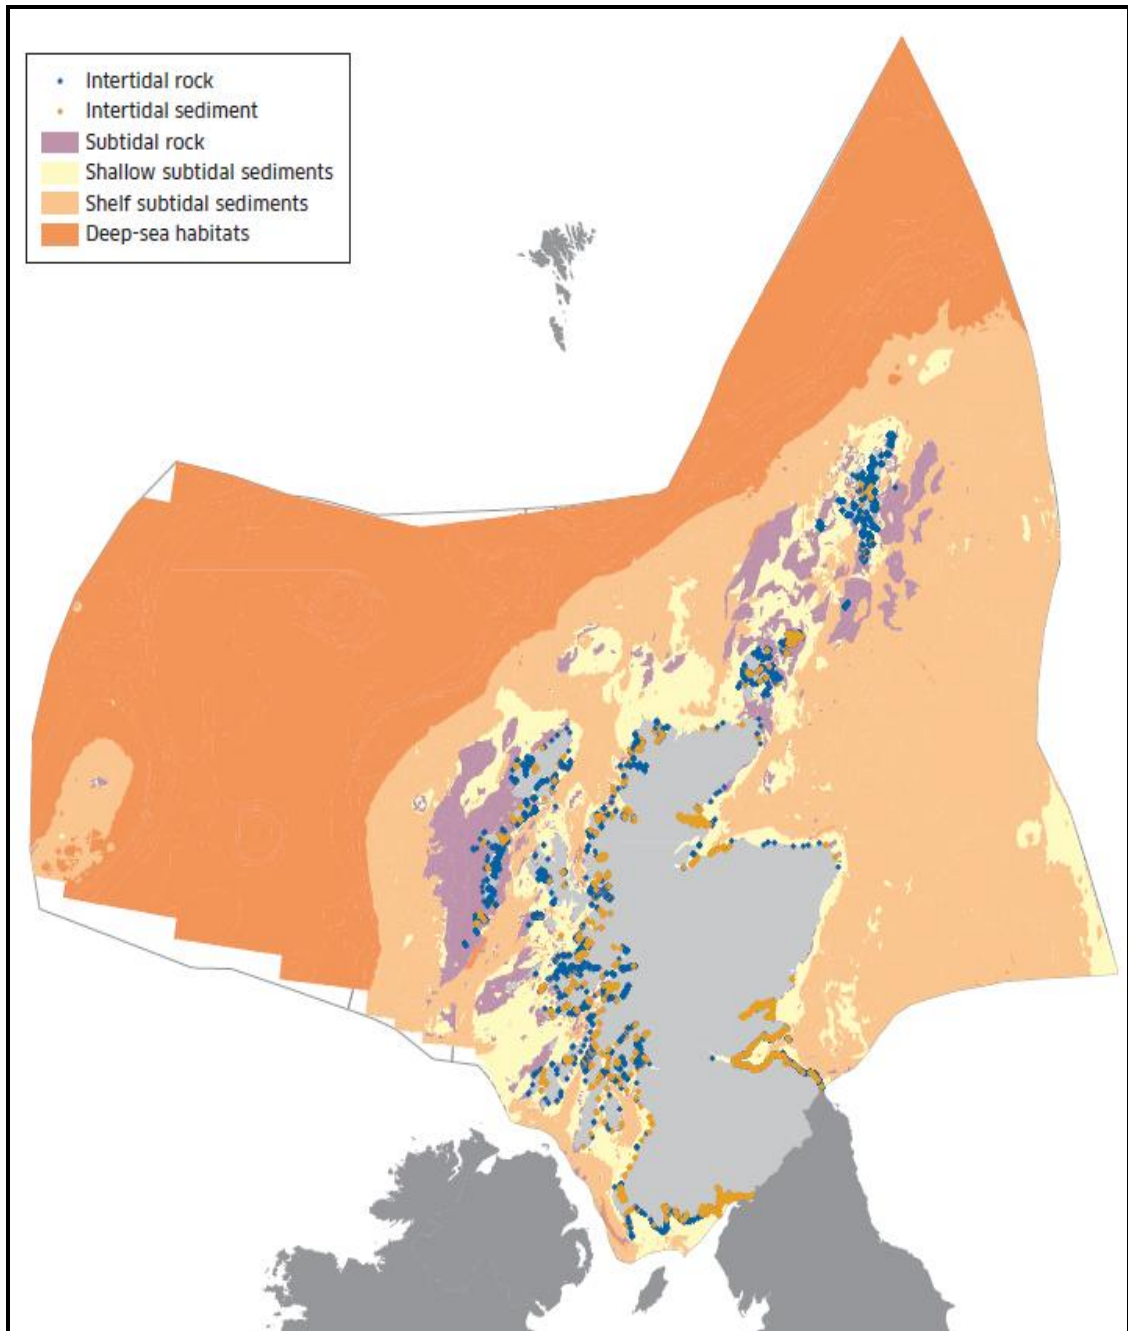 Intertidal rock
Intertidal sediment
Subtidal rock
Shallow subtidal sediments
Shelf subtidal sediments
Deep-sea habitats